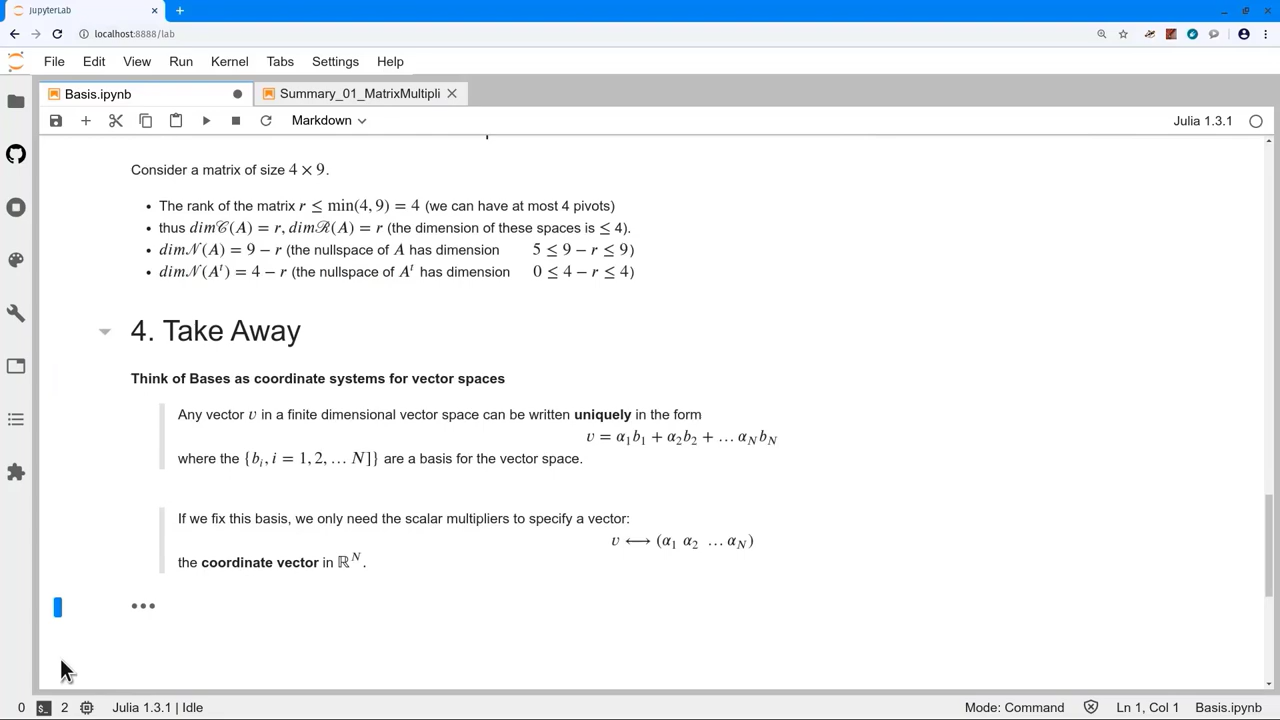 JupyterLab
localhost:8888/lab
File Edit View Run Kernel Tabs Settings Help
Basis.ipynb Summary_01_MatrixMultipli
Markdown Julia 1.3.1
Consider a matrix of size 4 × 9.
• The rank of the matrix r ≤ min(4, 9) = 4 (we can have at most 4 pivots)
• thus dim𝒞(A) = r, dimℛ(A) = r (the dimension of these spaces is ≤ 4).
• dim𝒩(A) = 9 − r (the nullspace of A has dimension 5 ≤ 9 − r ≤ 9)
• dim𝒩(Aᵗ) = 4 − r (the nullspace of Aᵗ has dimension 0 ≤ 4 − r ≤ 4)
4. Take Away
Think of Bases as coordinate systems for vector spaces
Any vector v in a finite dimensional vector space can be written uniquely in the form
v = α₁b₁ + α₂b₂ + … α_N b_N
where the {bᵢ, i = 1, 2, … N]} are a basis for the vector space.
If we fix this basis, we only need the scalar multipliers to specify a vector:
v ⟷ (α₁ α₂ … α_N)
the coordinate vector in ℝᴺ.
•••
0 2 Julia 1.3.1 | Idle Mode: Command Ln 1, Col 1 Basis.ipynb